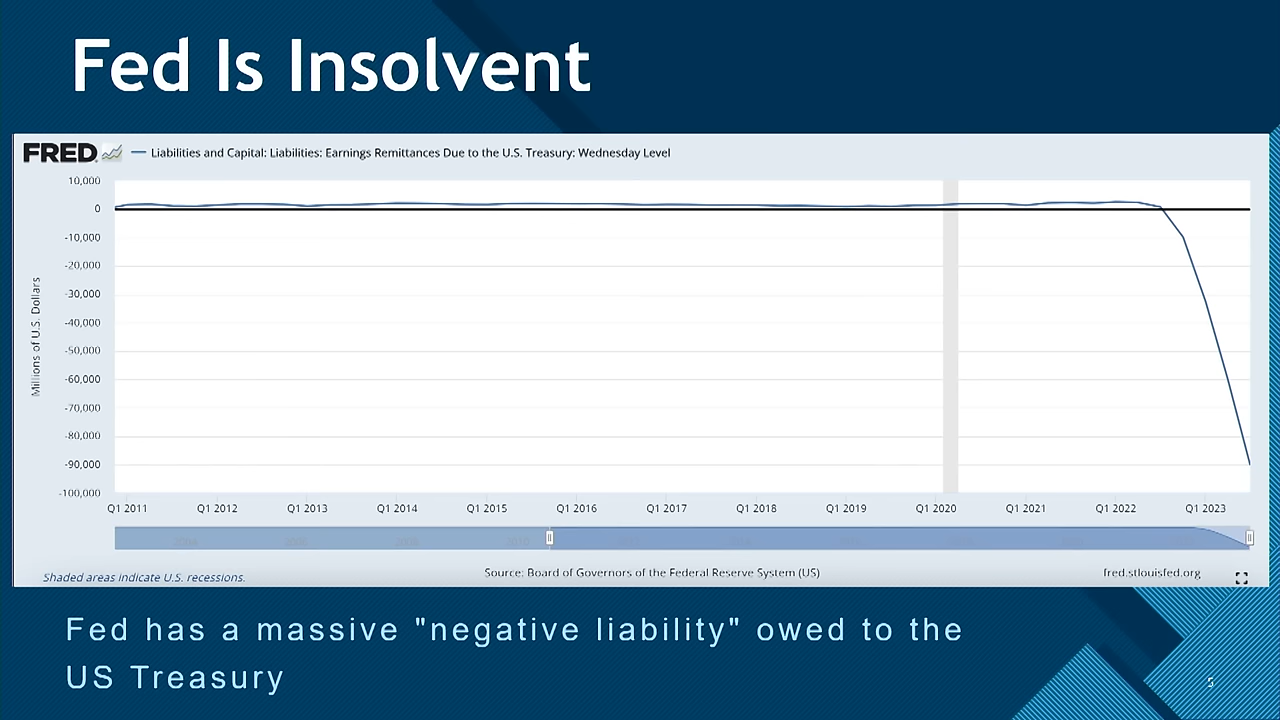 Fed Is Insolvent
FRED
Liabilities and Capital: Liabilities: Earnings Remittances Due to the U.S. Treasury: Wednesday Level
10,000
0
-10,000
-20,000
-30,000
-40,000
-50,000
-60,000
-70,000
-80,000
-90,000
-100,000
Millions of U.S. Dollars
Q1 2011 Q1 2012 Q1 2013 Q1 2014 Q1 2015 Q1 2016 Q1 2017 Q1 2018 Q1 2019 Q1 2020 Q1 2021 Q1 2022 Q1 2023
Shaded areas indicate U.S. recessions.
Source: Board of Governors of the Federal Reserve System (US)
fred.stlouisfed.org
Fed has a massive "negative liability" owed to the
US Treasury
5